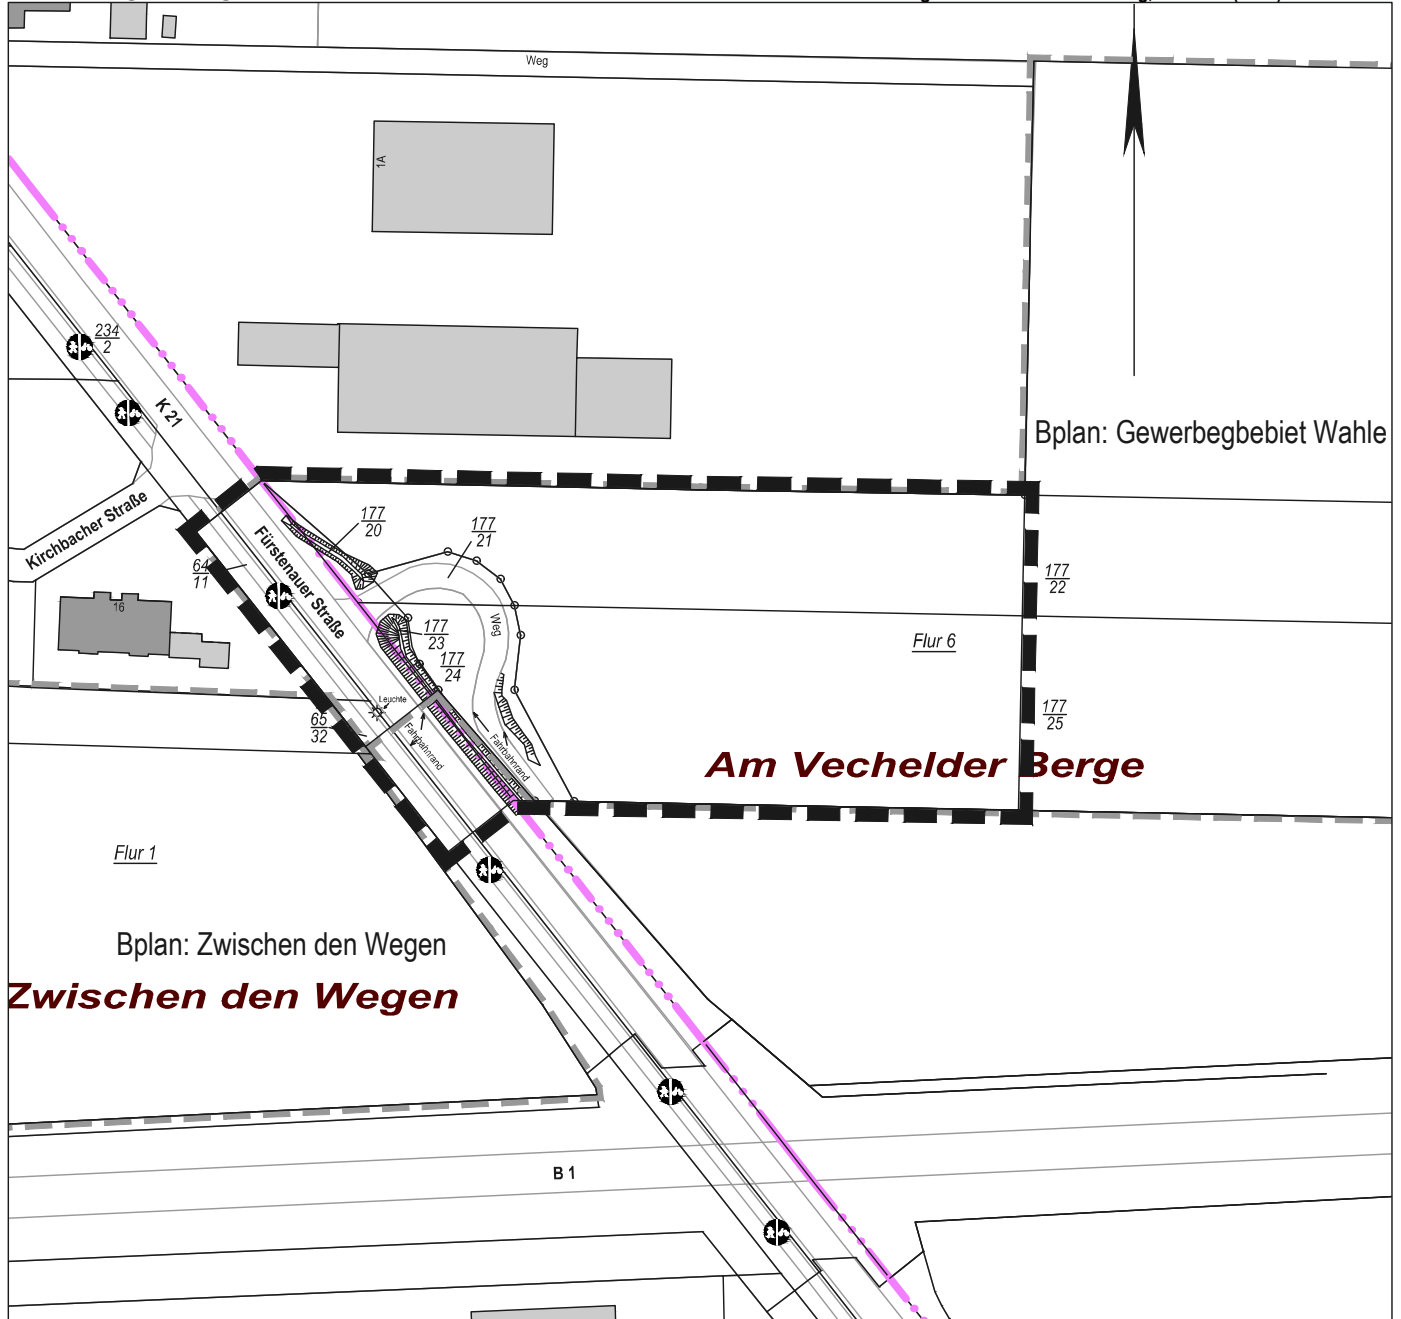 Weg
1A
234
2
K 21
Bplan: Gewerbegbebiet Wahle
Kirchbacher Straße
Fürstenauer Straße
177
20
177
21
64
11
177
22
16
Weg
177
23
Flur 6
177
24
Leuchte
65
32
177
25
Fahrbahnrand
Fahrbahnrand
Am Vechelder Berge
Flur 1
Bplan: Zwischen den Wegen
Zwischen den Wegen
B 1